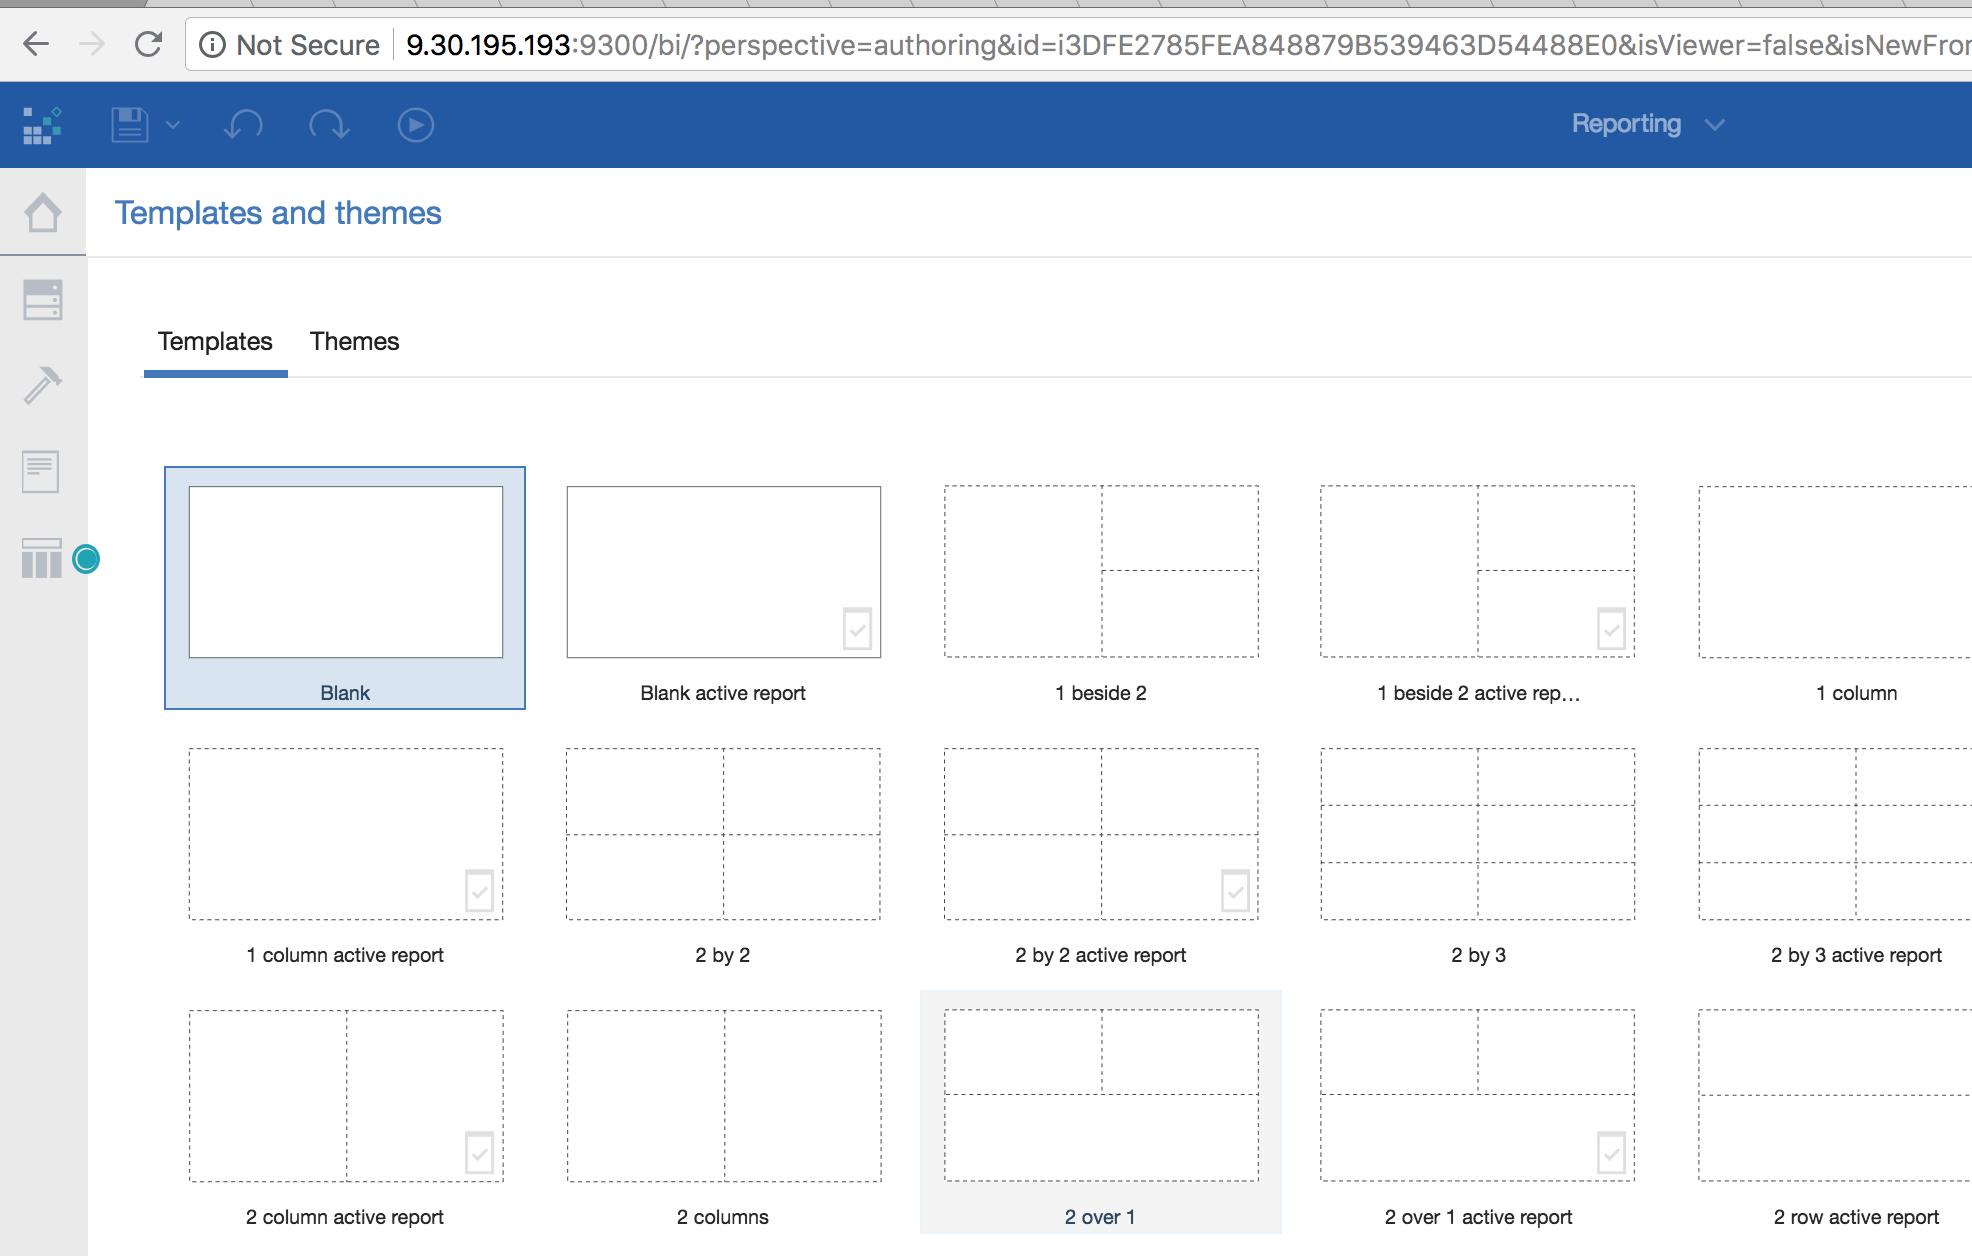 Not Secure 9.30.195.193:9300/bi/?perspective=authoring&id=i3DFE2785FEA848879B539463D54488E0&isViewer=false&isNewFror
Reporting
Templates and themes
Templates Themes
Blank Blank active report 1 beside 2 1 beside 2 active rep... 1 column
1 column active report 2 by 2 2 by 2 active report 2 by 3 2 by 3 active report
2 column active report 2 columns 2 over 1 2 over 1 active report 2 row active report